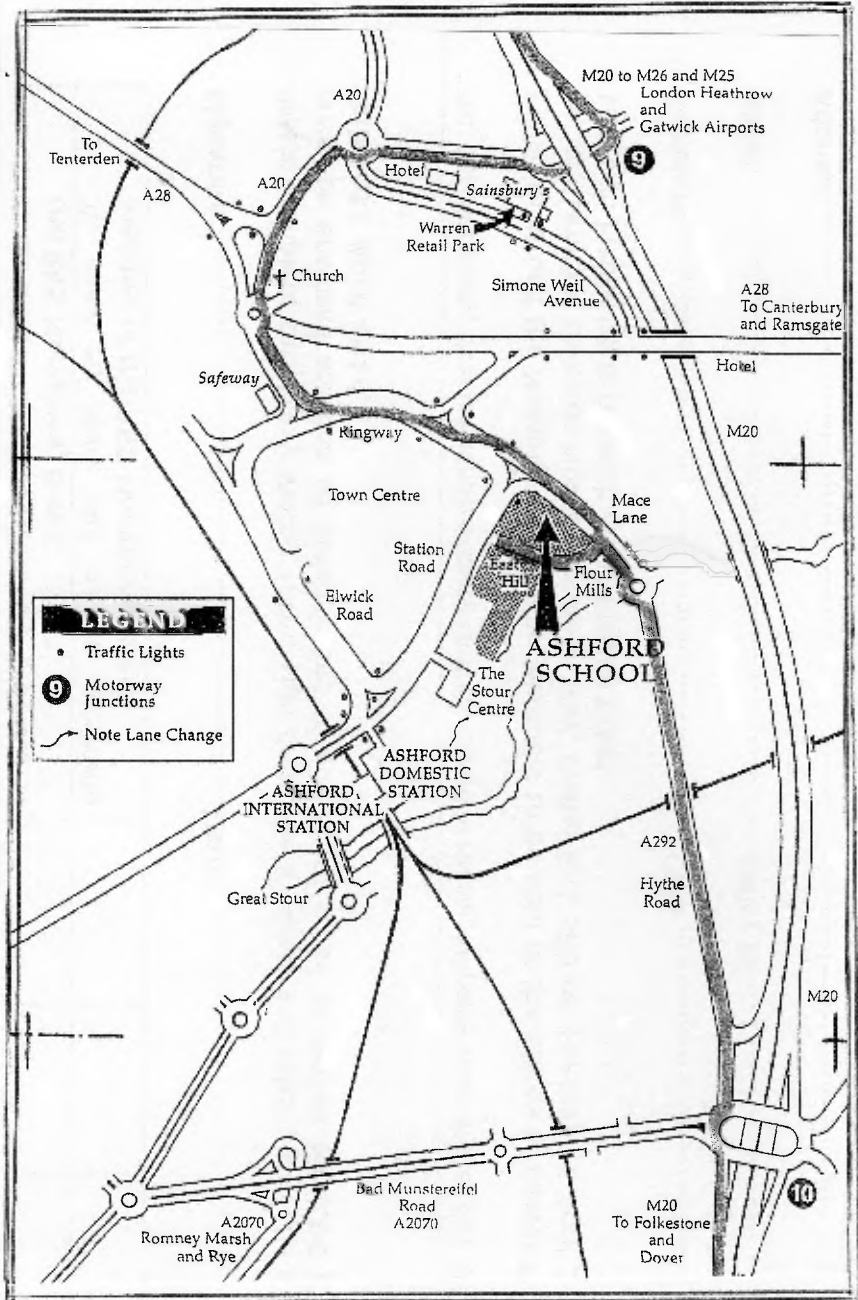 M20 to M26 and M25
London Heathrow
and
Gatwick Airports
9
A20
To
Tenterden
A28
A20
Hotel
Sainsbury's
Warren
Retail Park
Church
Simone Weil
Avenue
A28
To Canterbury
and Ramsgate
Hotel
Safeway
M20
Ringway
Town Centre
Mace
Lane
Station
Road
East
Hill
Flour
Mills
Elwick
Road
LEGEND
Traffic Lights
9 Motorway
Junctions
Note Lane Change
ASHFORD
SCHOOL
The
Stour
Centre
ASHFORD
DOMESTIC
STATION
ASHFORD
INTERNATIONAL
STATION
A292
Hythe
Road
Great Stour
M20
Bad Munstereifel
Road
A2070
A2070
Romney Marsh
and Rye
M20
To Folkestone
and
Dover
10